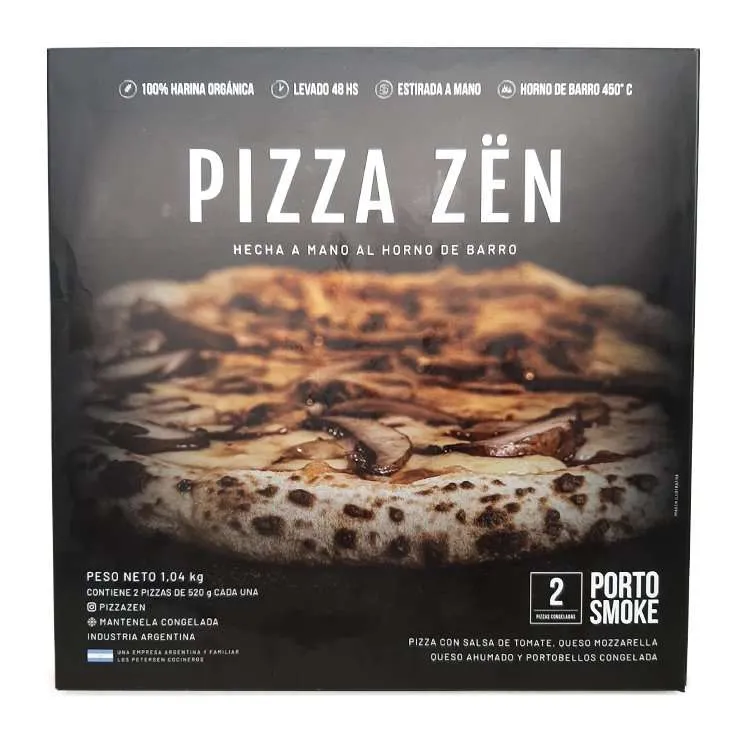 100% HARINA ORGÁNICA LEVADO 48 HS ESTIRADA A MANO HORNO DE BARRO 450° C
PIZZA ZËN
HECHA A MANO AL HORNO DE BARRO
PESO NETO 1,04 kg
CONTIENE 2 PIZZAS DE 520 g CADA UNA
PIZZAZEN
MANTENELA CONGELADA
INDUSTRIA ARGENTINA
UNA EMPRESA ARGENTINA Y FAMILIAR
LOS PETERSEN COCINEROS
2
PIZZAS CONGELADAS
PORTO
SMOKE
PIZZA CON SALSA DE TOMATE, QUESO MOZZARELLA
QUESO AHUMADO Y PORTOBELLOS CONGELADA